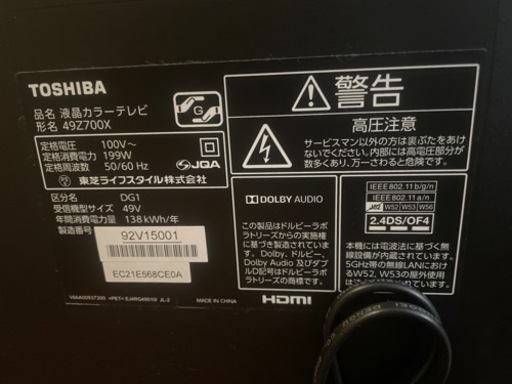 TOSHIBA
品名 液晶カラーテレビ
形名 49Z700X
定格電圧 100V~
定格消費電力 199W
定格周波数 50/60 Hz
JQA
東芝ライフスタイル株式会社
区分名 DG1
受信機型サイズ 49V
年間消費電力量 138 kWh/年
製造番号
92V15001
EC21E568CE0A
MADE IN CHINA
G
警告
高圧注意
サービスマン以外の方は裏ぶたをあけな
いでください。内部には高電圧部分が
数多くあり、万一さわると危険です。
DOLBY AUDIO
この製品はドルビーラボ
ラトリーズからの実施権
に基づき製造されていま
す。Dolby、ドルビー、
Dolby Audio 及びダブ
ルD記号はドルビーラボ
ラトリーズの商標です。
HDMI
IEEE802.11b/g/n
IEEE802.11a/n
W52 W53 W56
2.4DS/OF4
本機には電波法に基づく無
線設備が内蔵されています。
5GHz帯の無線LANにおけ
るW52、W53の屋外使用